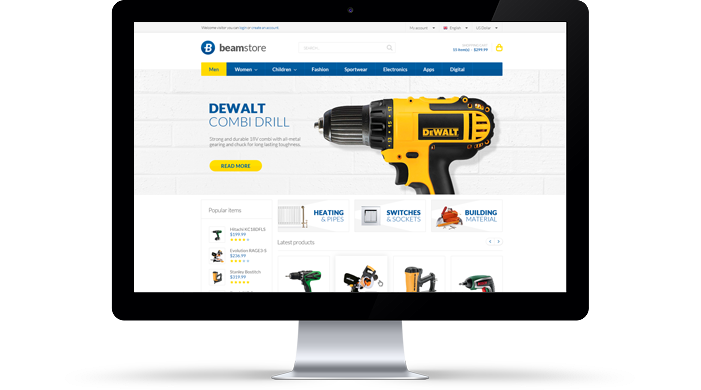 Welcome visitor you can login or create an account.
My account
English
US Dollar
B beamstore
Search...
10 item(s) - $299.99
Men Women Children Fashion Sportwear Electronics Apps Digital
DEWALT
COMBI DRILL
Strong and durable 18V combi with all-metal
gearing and chuck for long lasting toughness.
READ MORE
DEWALT
Popular items
Hitachi KC18DFLS
$199.99
Evolution RAGE3-S
$216.99
Stanley Bostitch
$319.99
HEATING
& PIPES
SWITCHES
& SOCKETS
BUILDING
MATERIAL
Latest products